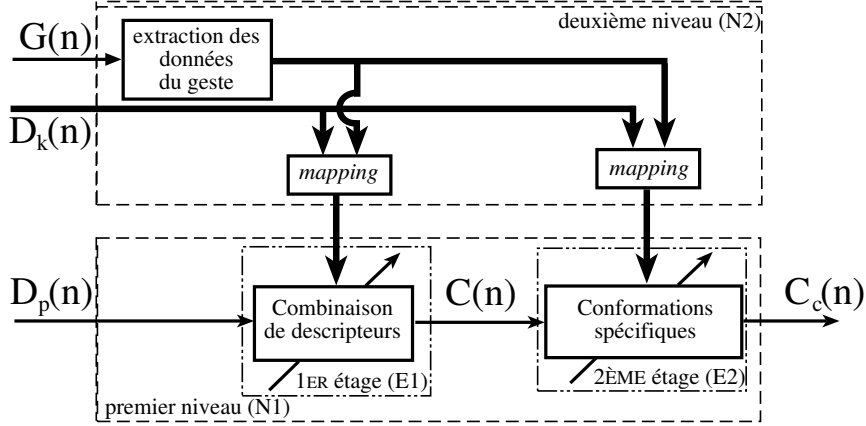 deuxième niveau (N2)
G(n)
extraction des
données
du geste
D_k(n)
mapping
mapping
D_p(n)
Combinaison
de descripteurs
C(n)
Conformations
spécifiques
C_c(n)
1ER étage (E1)
2ÈME étage (E2)
premier niveau (N1)